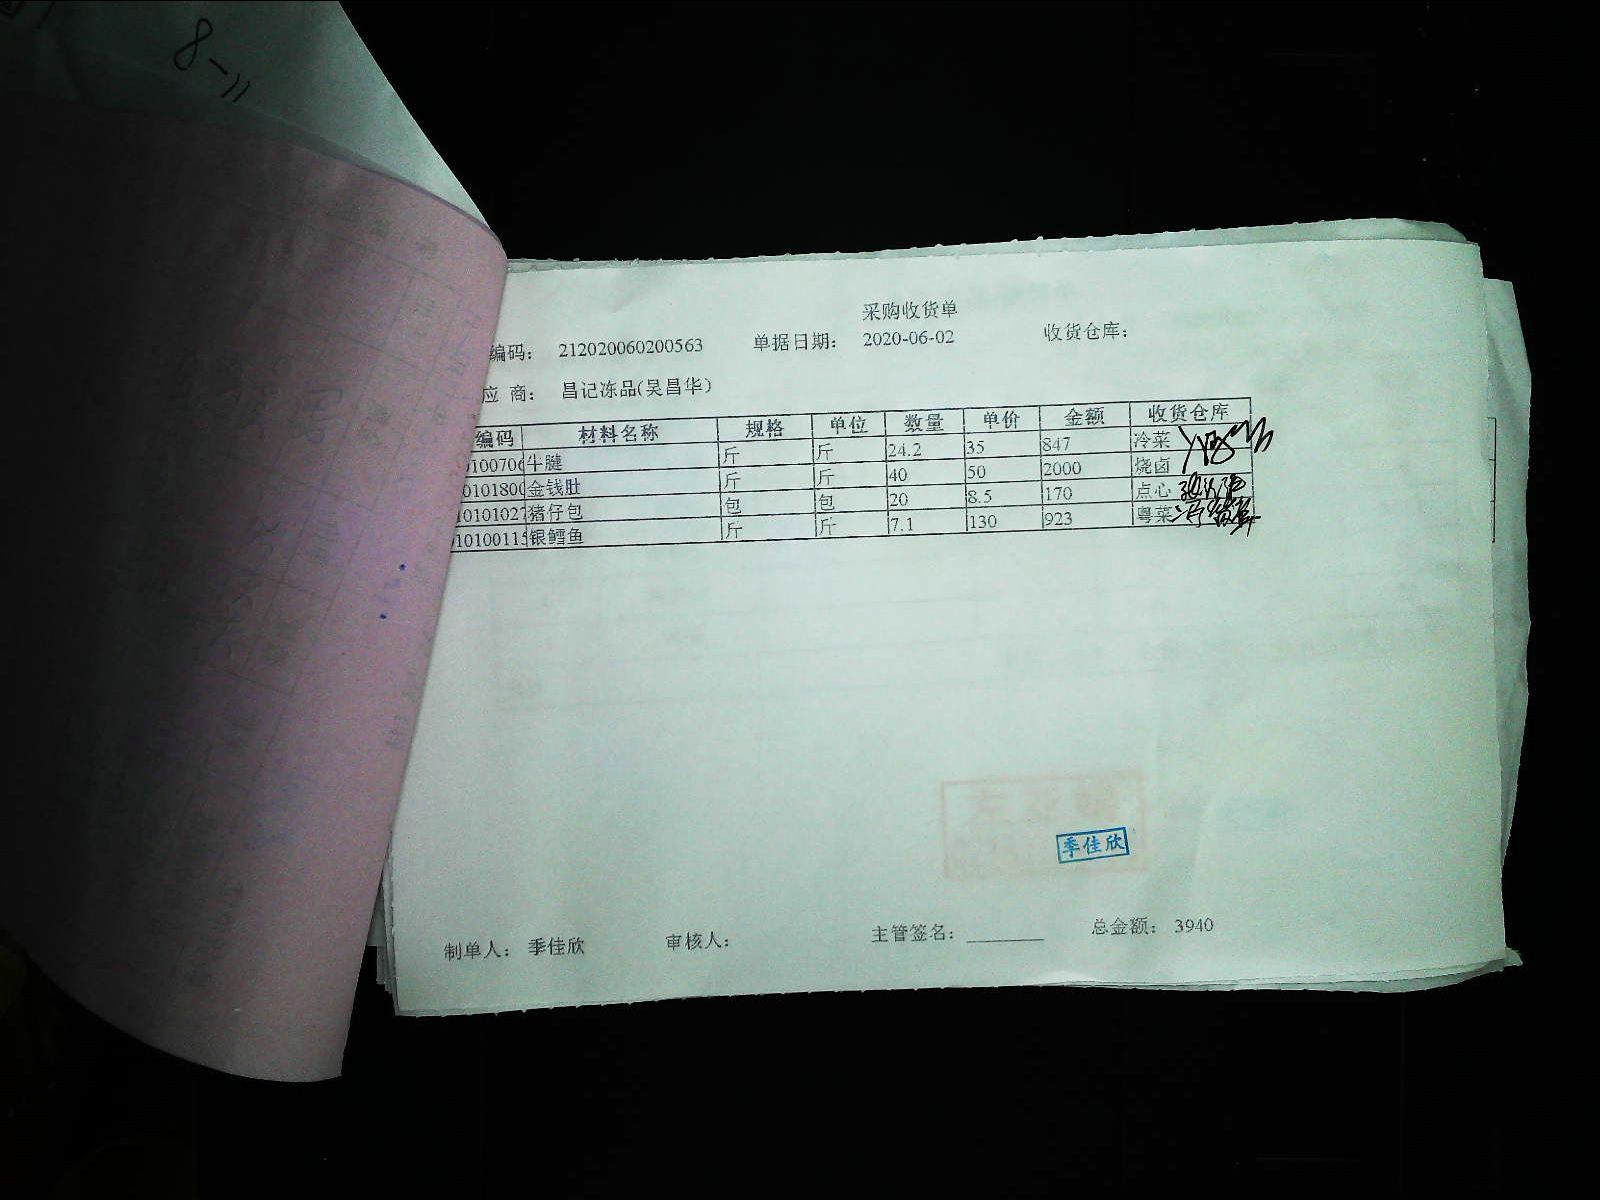 8-11
采购收货单
编码： 212020060200563 单据日期： 2020-06-02 收货仓库：
应 商： 昌记冻品(吴昌华)
编码 材料名称 规格 单位 数量 单价 金额 收货仓库
0100706 牛腱 斤 斤 24.2 35 847 冷菜
0101800 金钱肚 斤 斤 40 50 2000 烧卤
10101027 猪仔包 包 包 20 8.5 170 点心
10100115 银鳕鱼 斤 斤 7.1 130 923 粤菜
季佳欣
制单人： 季佳欣 审核人： 主管签名： 总金额： 3940